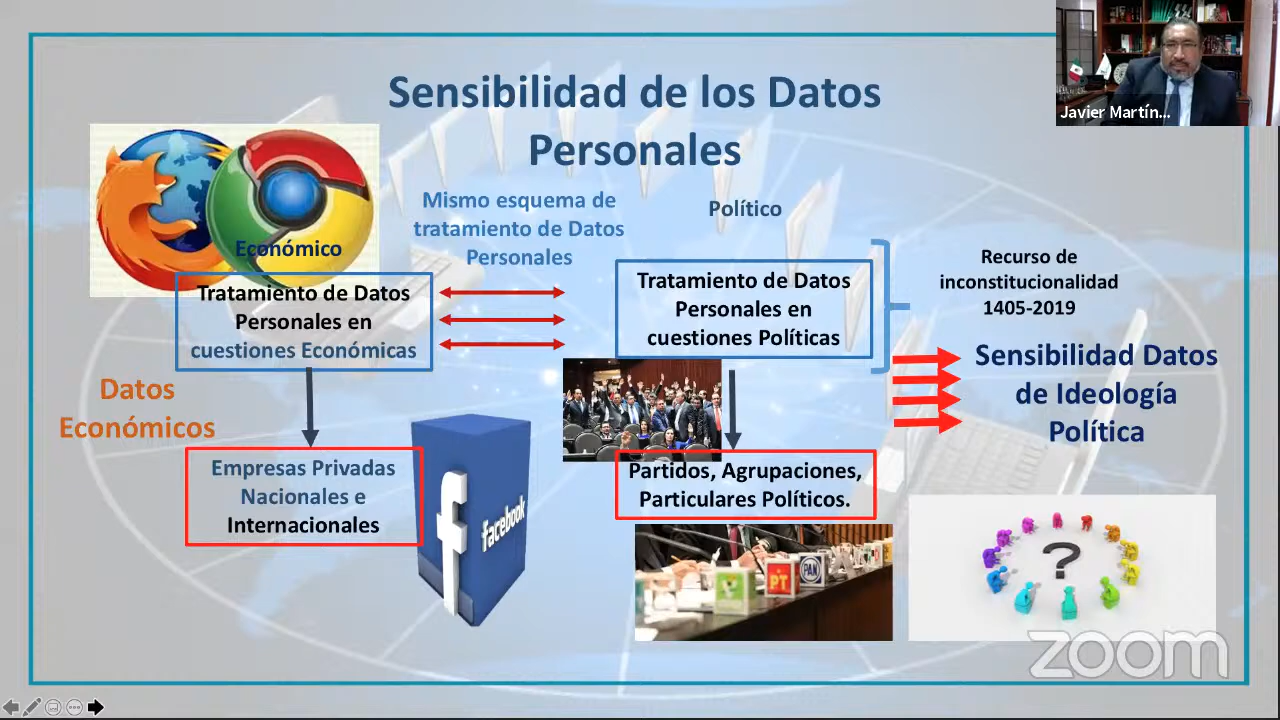 Sensibilidad de los Datos
Personales
Javier Martín...
Mismo esquema de
tratamiento de Datos
Personales
Político
Económico
Tratamiento de Datos
Personales en
cuestiones Económicas
Tratamiento de Datos
Personales en
cuestiones Políticas
Recurso de
inconstitucionalidad
1405-2019
Sensibilidad Datos
de Ideología
Política
Datos
Económicos
Empresas Privadas
Nacionales e
Internacionales
f
facebook
Partidos, Agrupaciones,
Particulares Políticos.
PT
PAN
?
zoom